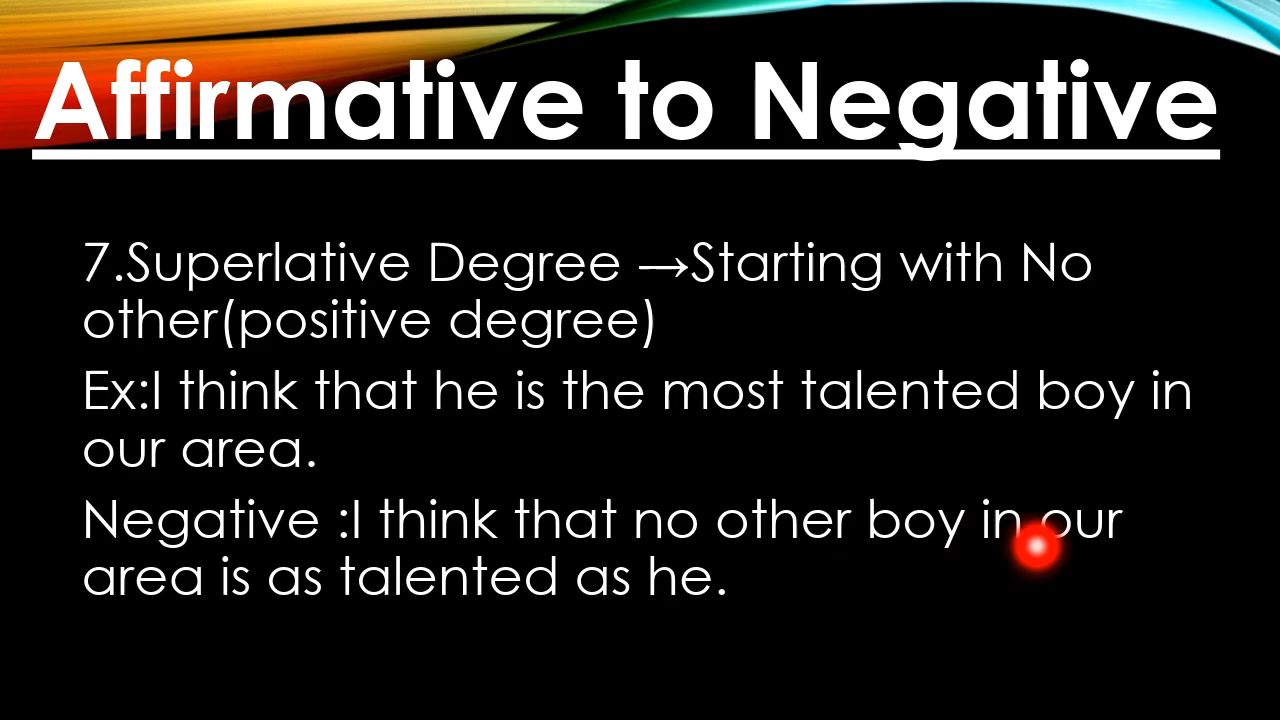 Affirmative to Negative
7.Superlative Degree →Starting with No
other(positive degree)
Ex:I think that he is the most talented boy in
our area.
Negative :I think that no other boy in our
area is as talented as he.